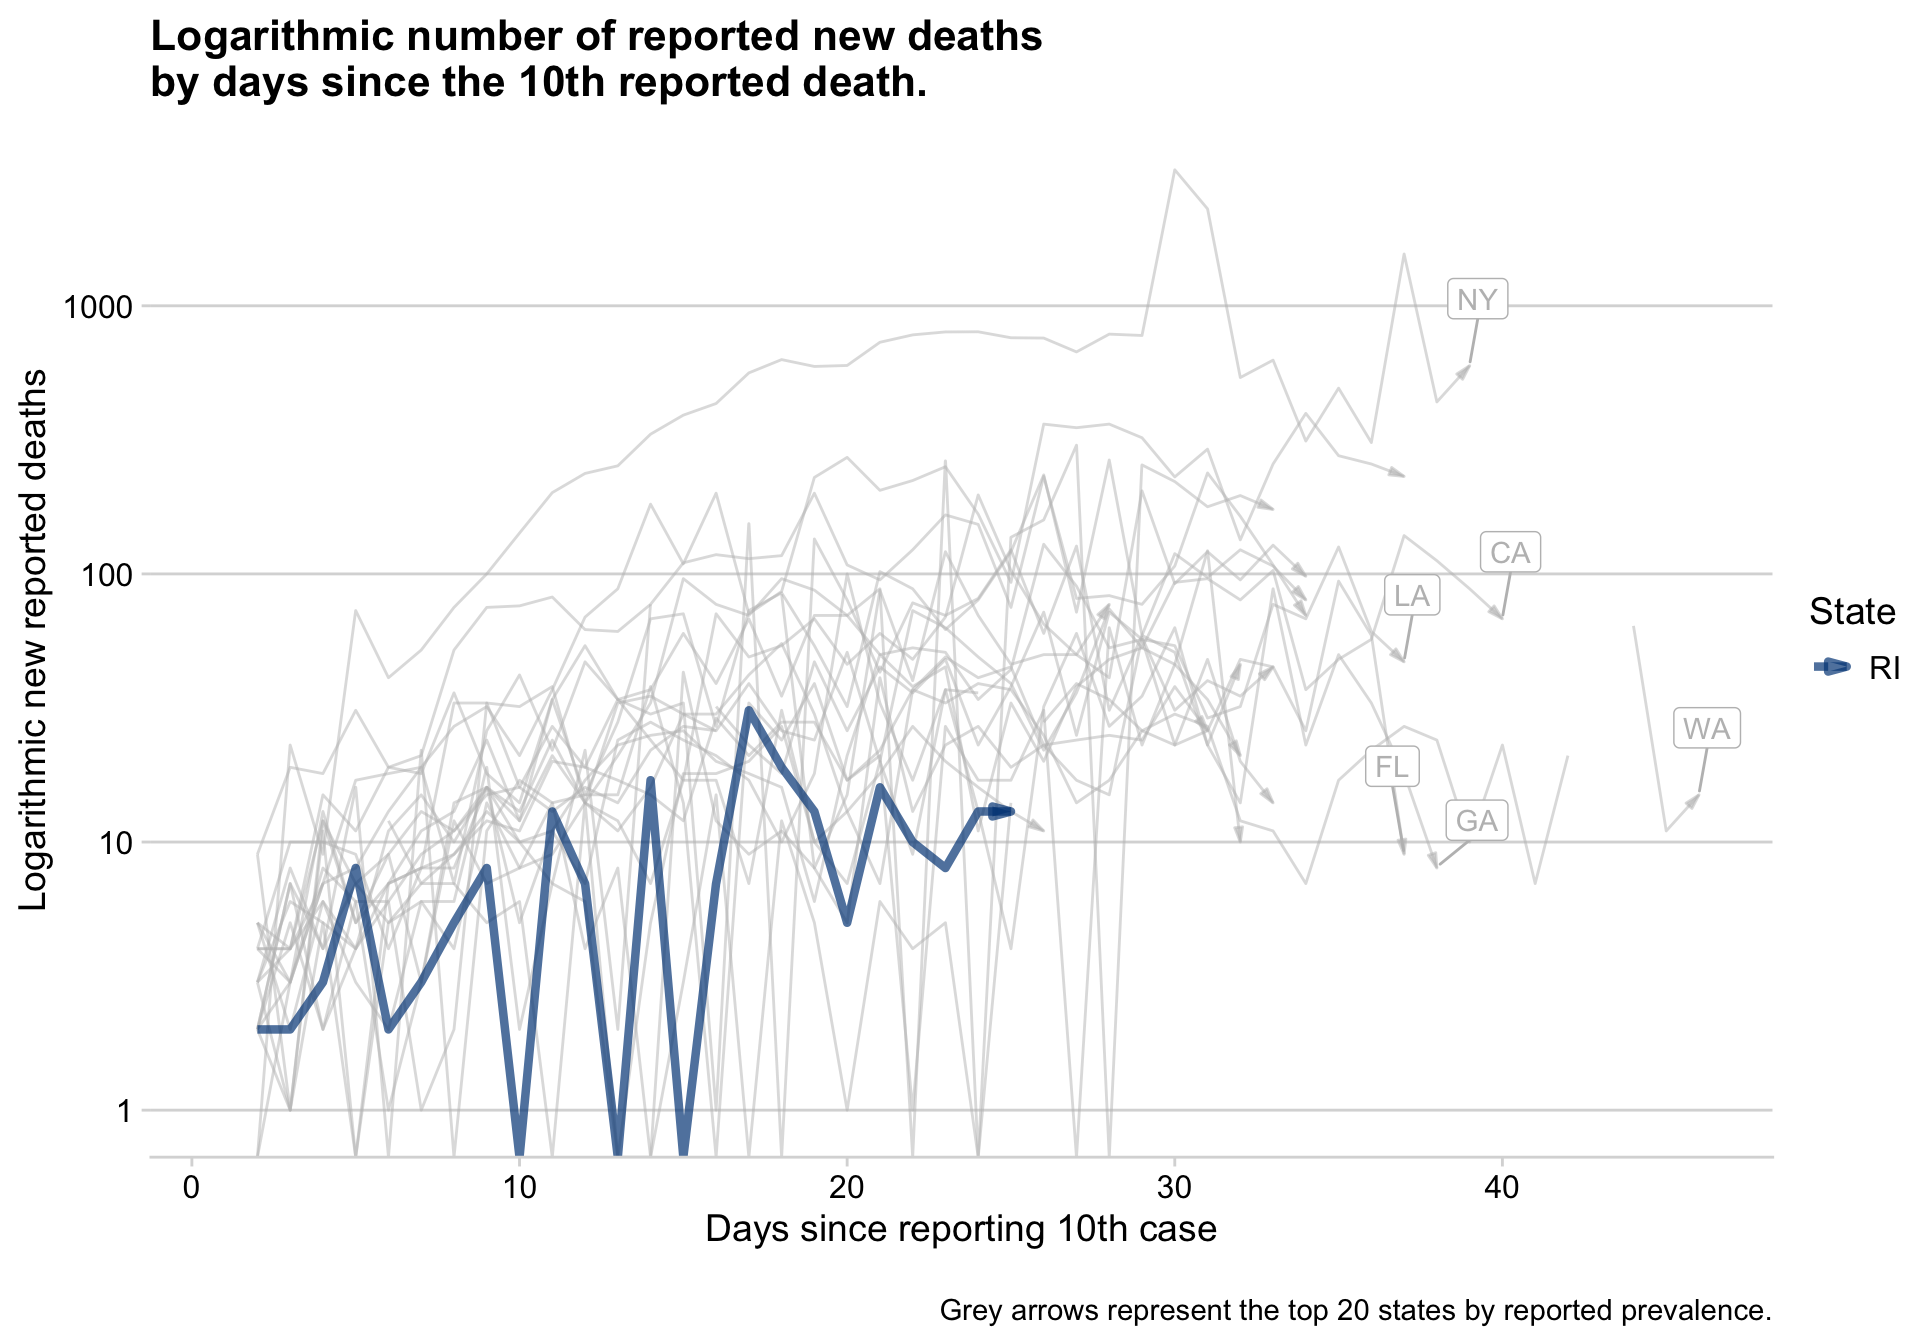 Logarithmic number of reported new deaths
by days since the 10th reported death.
Logarithmic new reported deaths
1000
100
10
1
NY
CA
LA
WA
FL
GA
State
RI
0
10
20
30
40
Days since reporting 10th case
Grey arrows represent the top 20 states by reported prevalence.